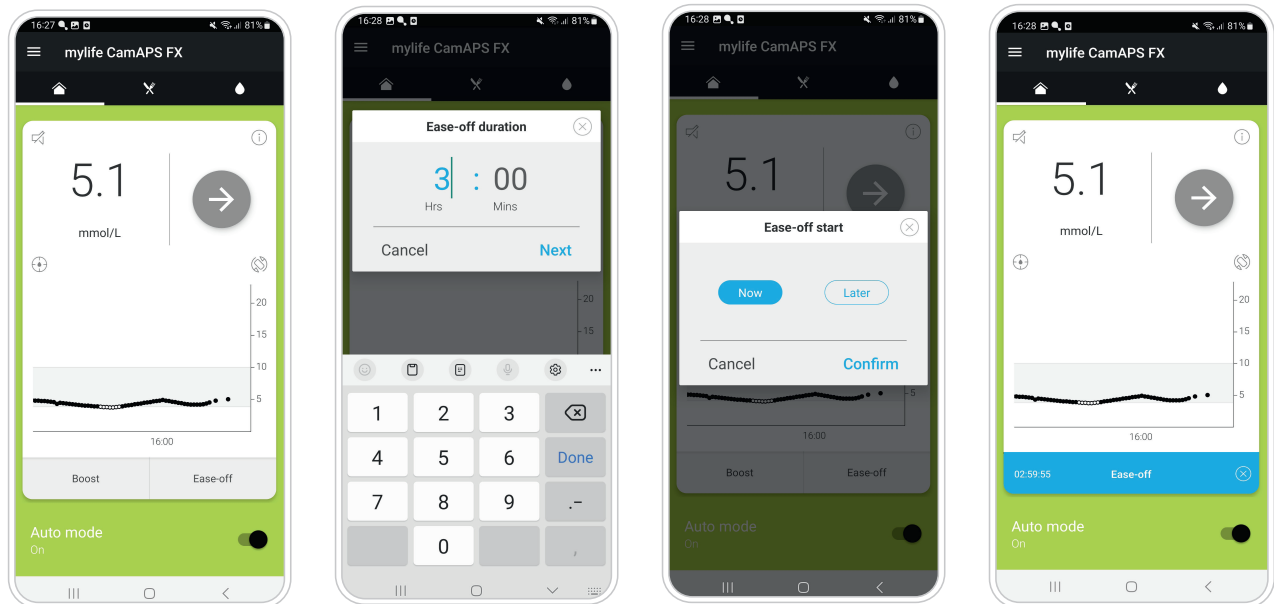 16:27 81%
mylife CamAPS FX
5.1
mmol/L
20
15
10
5
16:00
Boost Ease-off
Auto mode
On
16:28 81%
mylife CamAPS FX
Ease-off duration
3 : 00
Hrs Mins
Cancel Next
20
15
1 2 3
4 5 6 Done
7 8 9 .-
0 ,
16:28 81%
mylife CamAPS FX
5.1
Ease-off start
Now Later
Cancel Confirm
5
16:00
Boost Ease-off
Auto mode
On
16:28 81%
mylife CamAPS FX
5.1
mmol/L
20
15
10
5
16:00
02:59:55 Ease-off
Auto mode
On